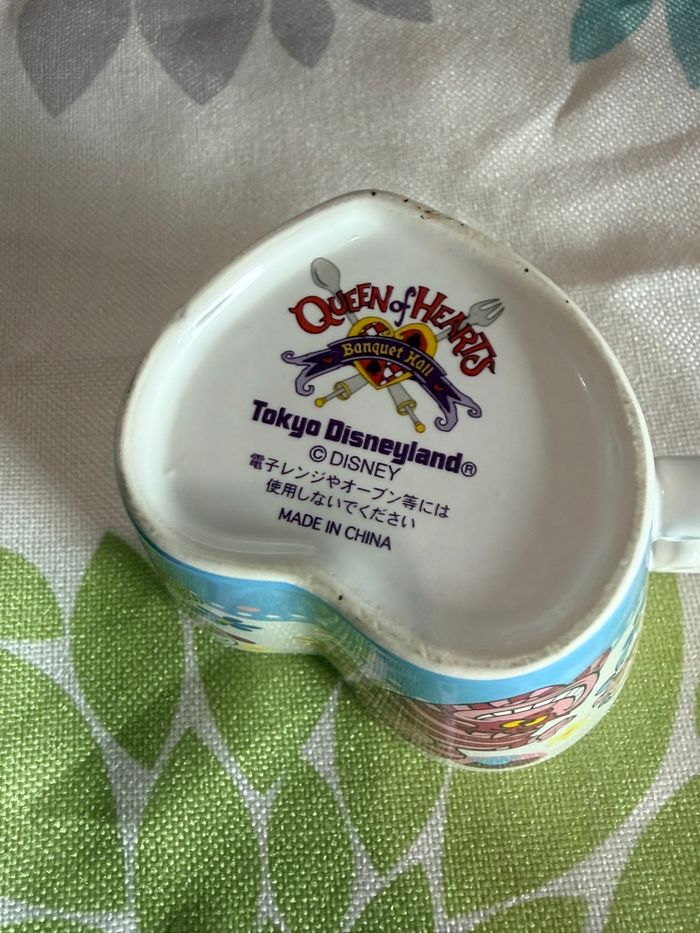 QUEEN of HEARTS
Banquet Hall
Tokyo Disneyland®
© DISNEY
電子レンジやオーブン等には
使用しないでください
MADE IN CHINA